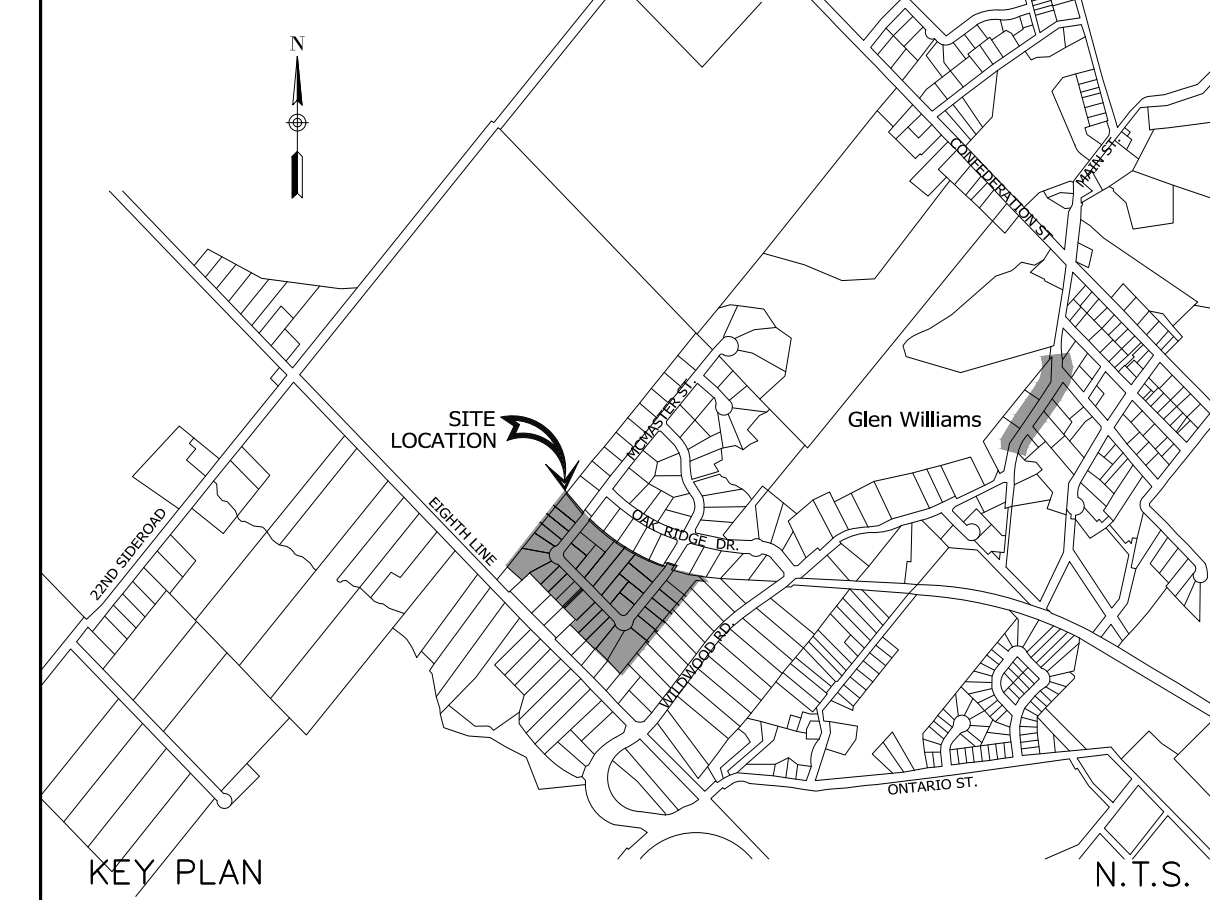 N
CONFEDERATION ST
MAIN ST.
SITE
LOCATION
MCMASTER ST.
Glen Williams
EIGHTH LINE
OAK RIDGE DR.
22ND SIDEROAD
WILDWOOD RD.
ONTARIO ST.
KEY PLAN
N.T.S.